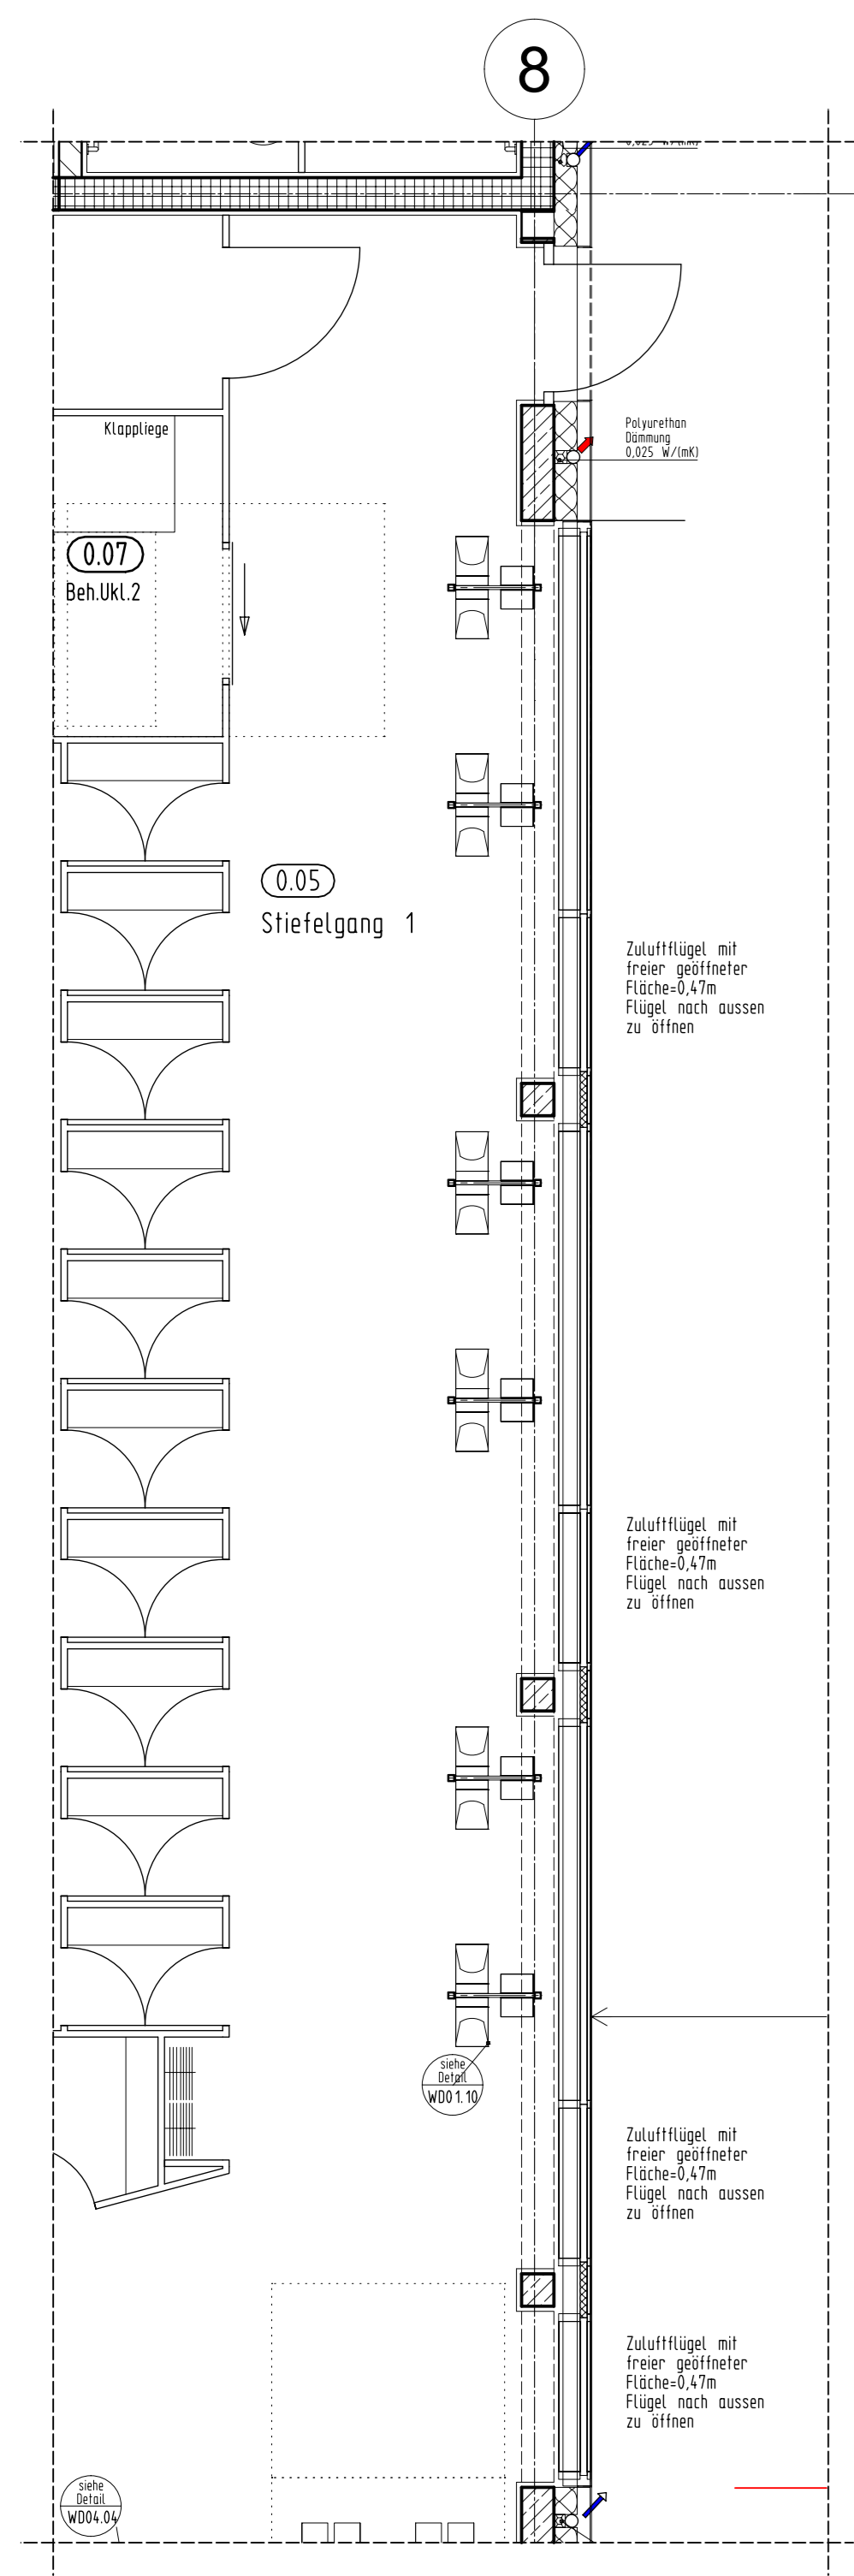 8
0,025 W/(mK)
Klappliege
Polyurethan
Dämmung
0,025 W/(mK)
0.07
Beh.Ukl.2
0.05
Stiefelgang 1
Zuluftflügel mit
freier geöffneter
Fläche=0,47m
Flügel nach aussen
zu öffnen
Zuluftflügel mit
freier geöffneter
Fläche=0,47m
Flügel nach aussen
zu öffnen
siehe
Detail
WD01.10
Zuluftflügel mit
freier geöffneter
Fläche=0,47m
Flügel nach aussen
zu öffnen
Zuluftflügel mit
freier geöffneter
Fläche=0,47m
Flügel nach aussen
zu öffnen
siehe
Detail
WD04.04